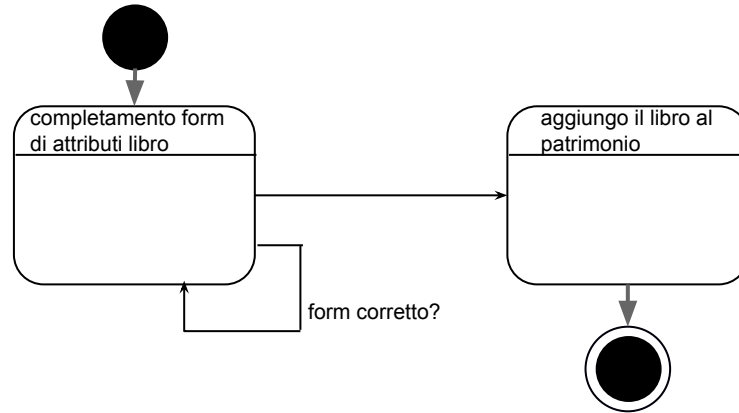 completamento form
di attributi libro
aggiungo il libro al
patrimonio
form corretto?